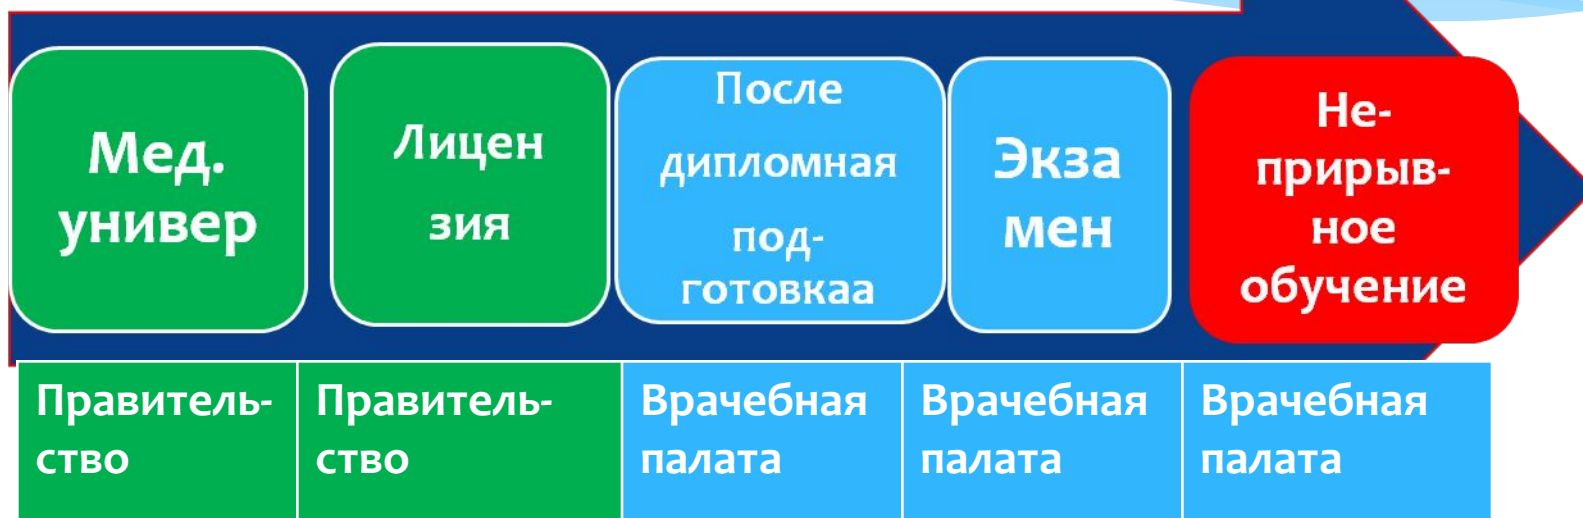 Мед.
универ
Лицен
зия
После
дипломная
под-
готовкаа
Экза
мен
Не-
прирыв-
ное
обучение
Правитель-
ство
Правитель-
ство
Врачебная
палата
Врачебная
палата
Врачебная
палата